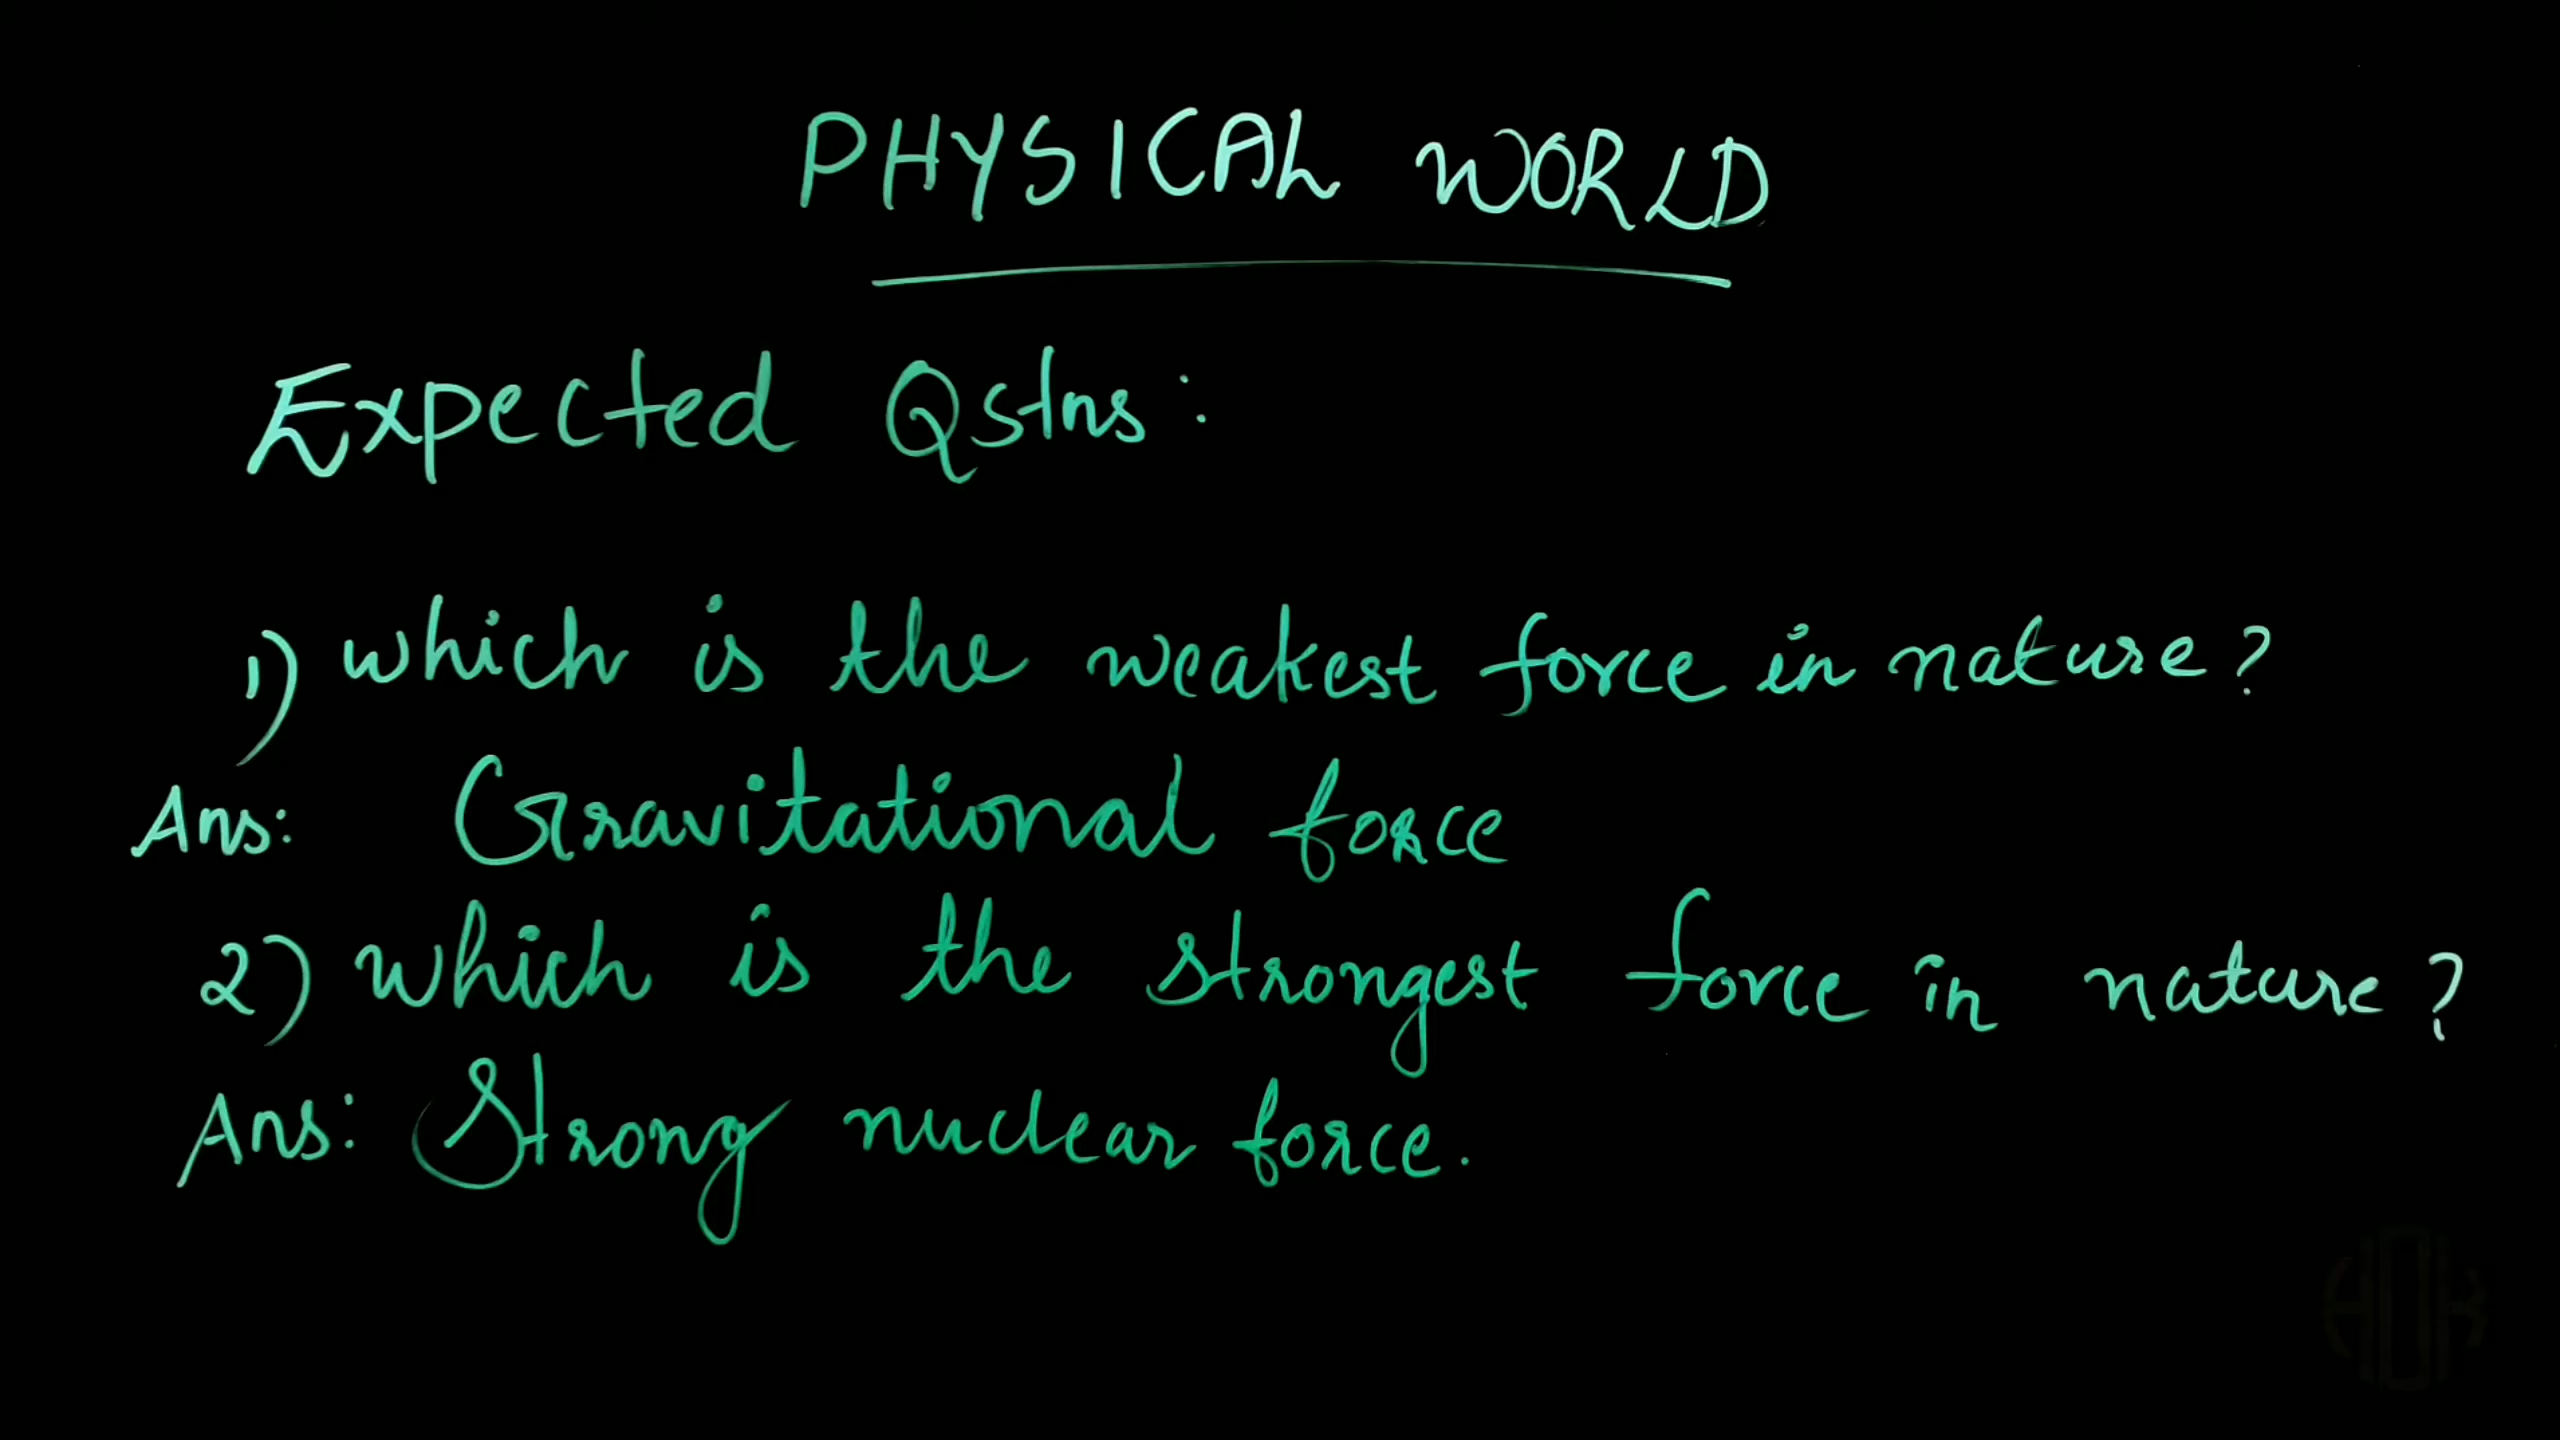 PHYSICAL WORLD
Expected Qstns:
1) which is the weakest force in nature?
Ans: Gravitational force
2) which is the strongest force in nature?
Ans: Strong nuclear force.